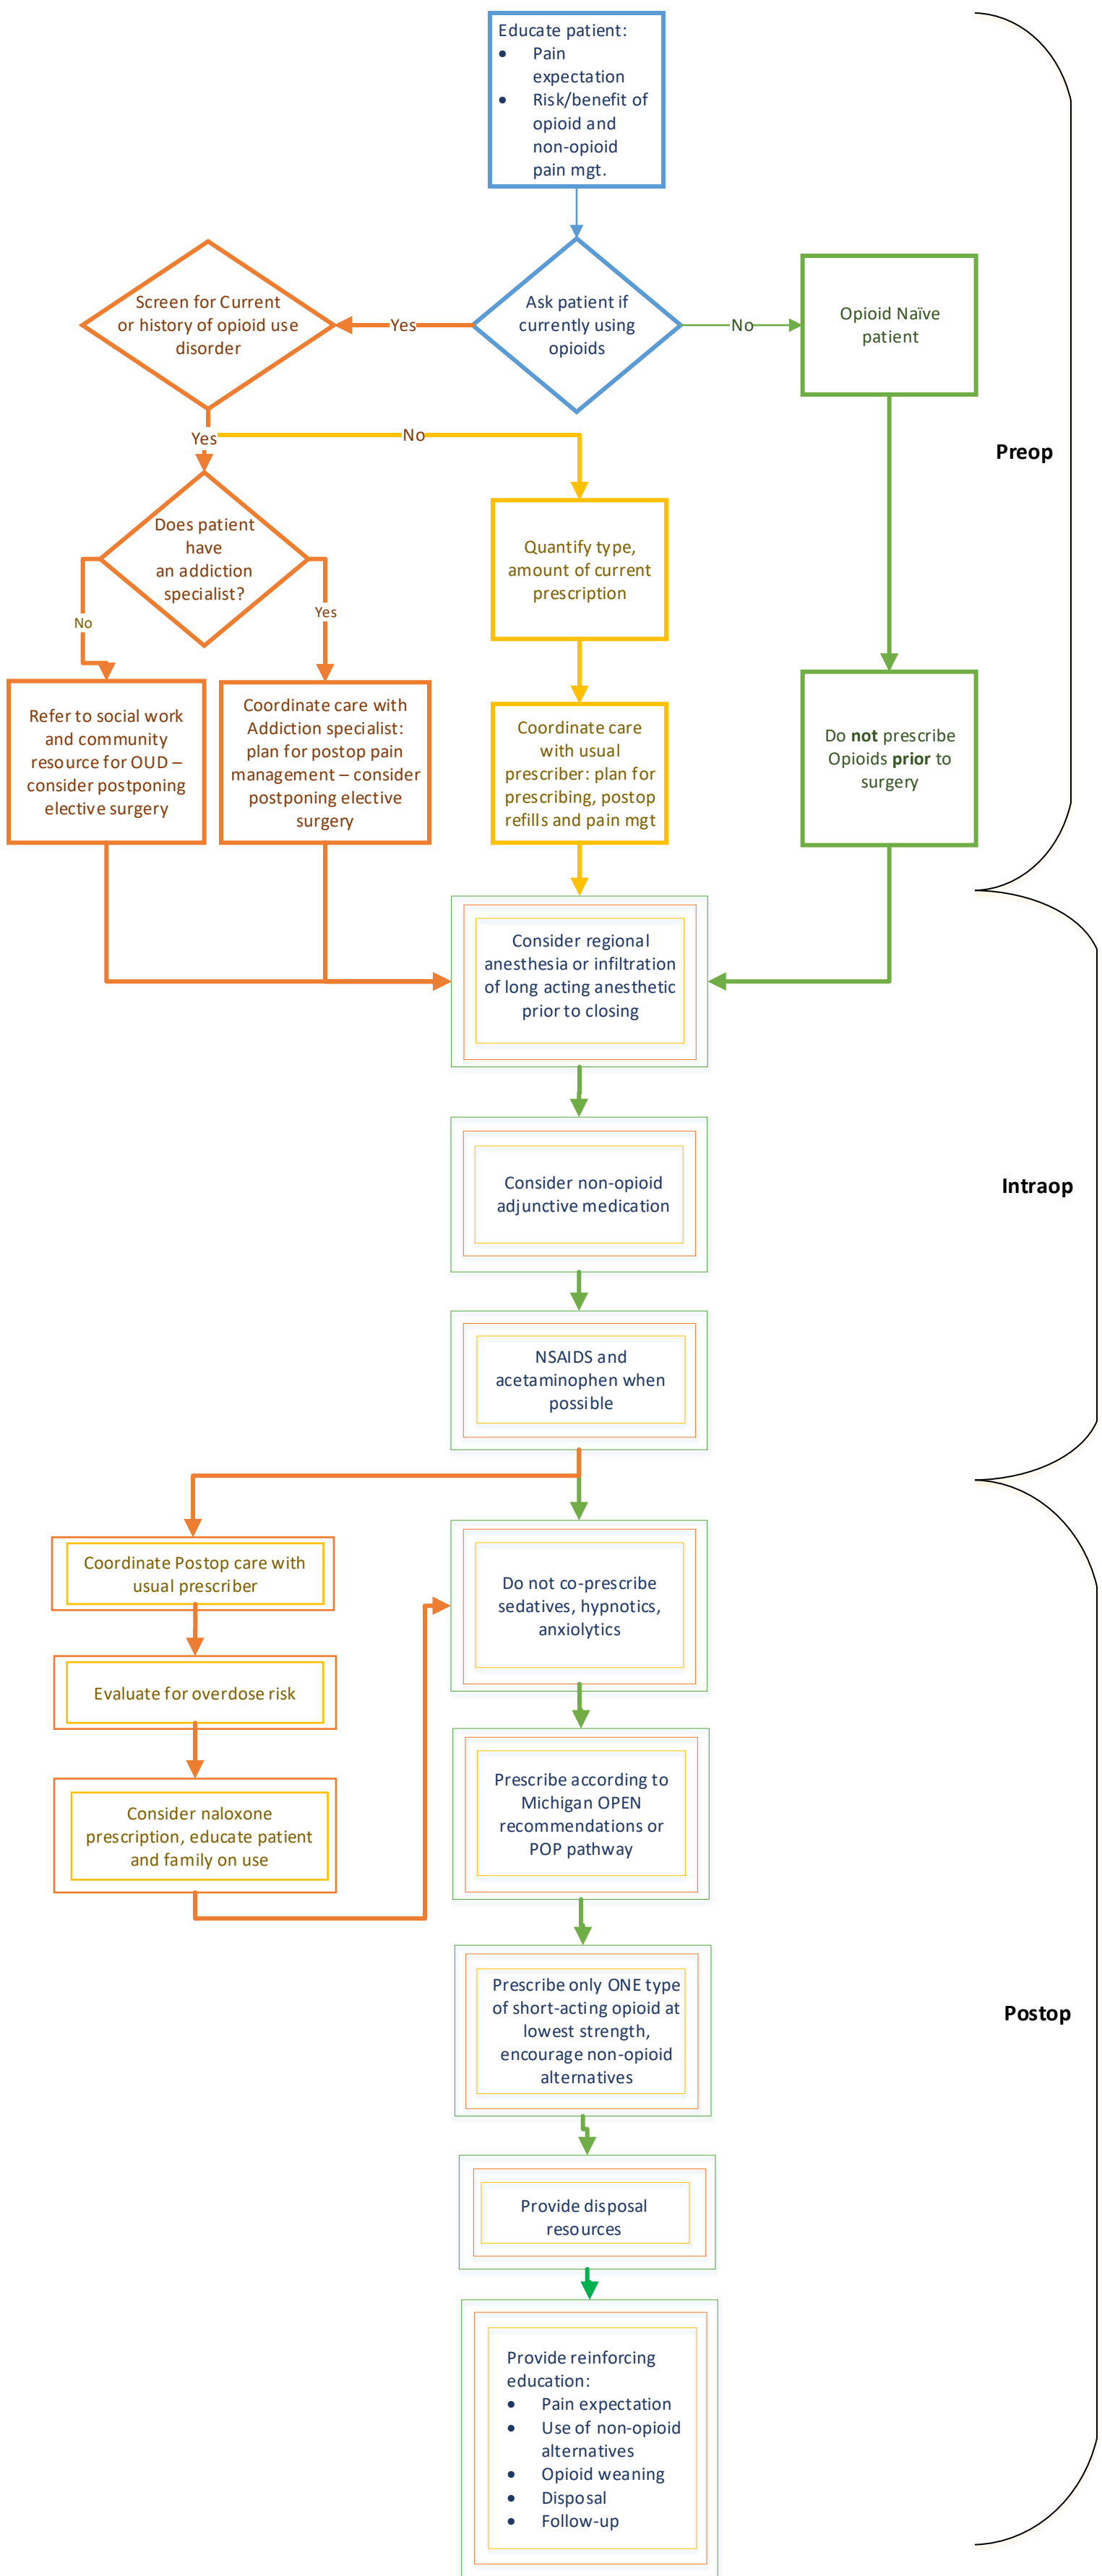 Educate patient:
• Pain
expectation
• Risk/benefit of
opioid and
non-opioid
pain mgt.
Screen for Current
or history of opioid use
disorder
Yes
Ask patient if
currently using
opioids
No
Opioid Naïve
patient
Yes
No
Preop
Does patient
have
an addiction
specialist?
No
Yes
Quantify type,
amount of current
prescription
Refer to social work
and community
resource for OUD –
consider postponing
elective surgery
Coordinate care with
Addiction specialist:
plan for postop pain
management – consider
postponing elective
surgery
Coordinate care
with usual
prescriber: plan for
prescribing, postop
refills and pain mgt
Do not prescribe
Opioids prior to
surgery
Consider regional
anesthesia or infiltration
of long acting anesthetic
prior to closing
Consider non-opioid
adjunctive medication
Intraop
NSAIDS and
acetaminophen when
possible
Coordinate Postop care with
usual prescriber
Evaluate for overdose risk
Consider naloxone
prescription, educate patient
and family on use
Do not co-prescribe
sedatives, hypnotics,
anxiolytics
Prescribe according to
Michigan OPEN
recommendations or
POP pathway
Prescribe only ONE type
of short-acting opioid at
lowest strength,
encourage non-opioid
alternatives
Postop
Provide disposal
resources
Provide reinforcing
education:
• Pain expectation
• Use of non-opioid
alternatives
• Opioid weaning
• Disposal
• Follow-up